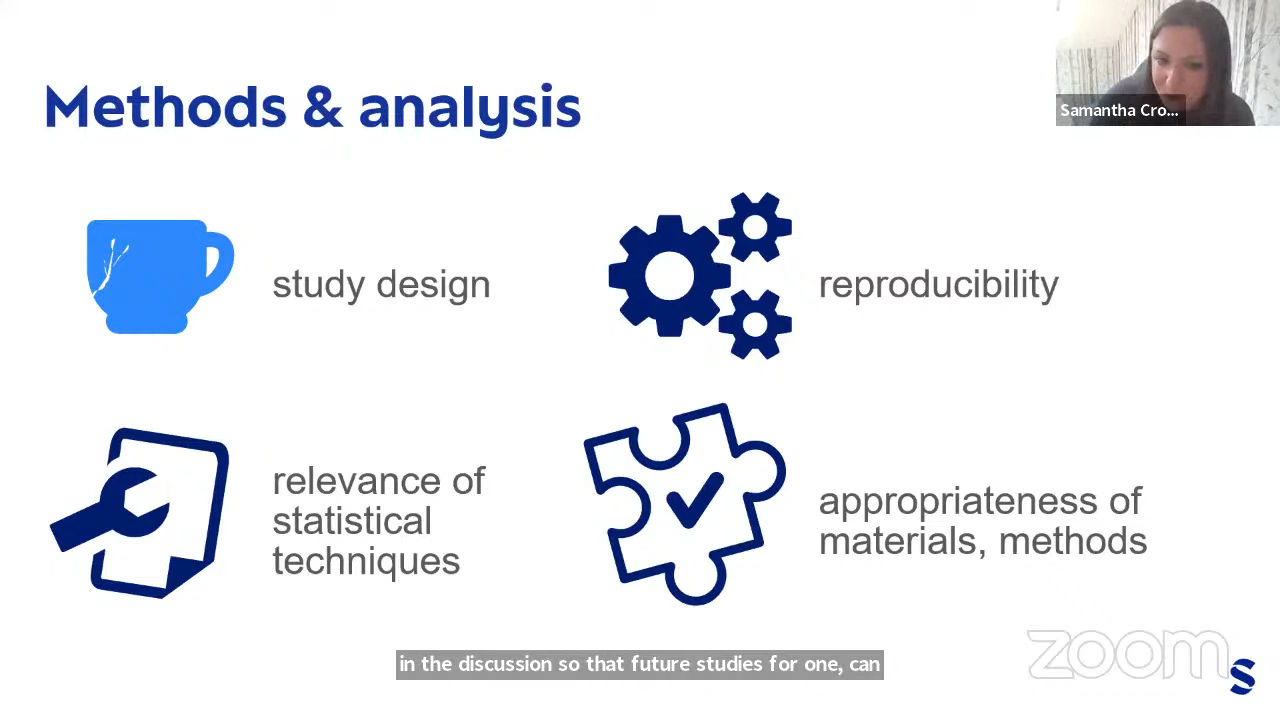 Methods & analysis
Samantha Cro...
study design
reproducibility
relevance of
statistical
techniques
appropriateness of
materials, methods
in the discussion so that future studies for one, can
zoom
S